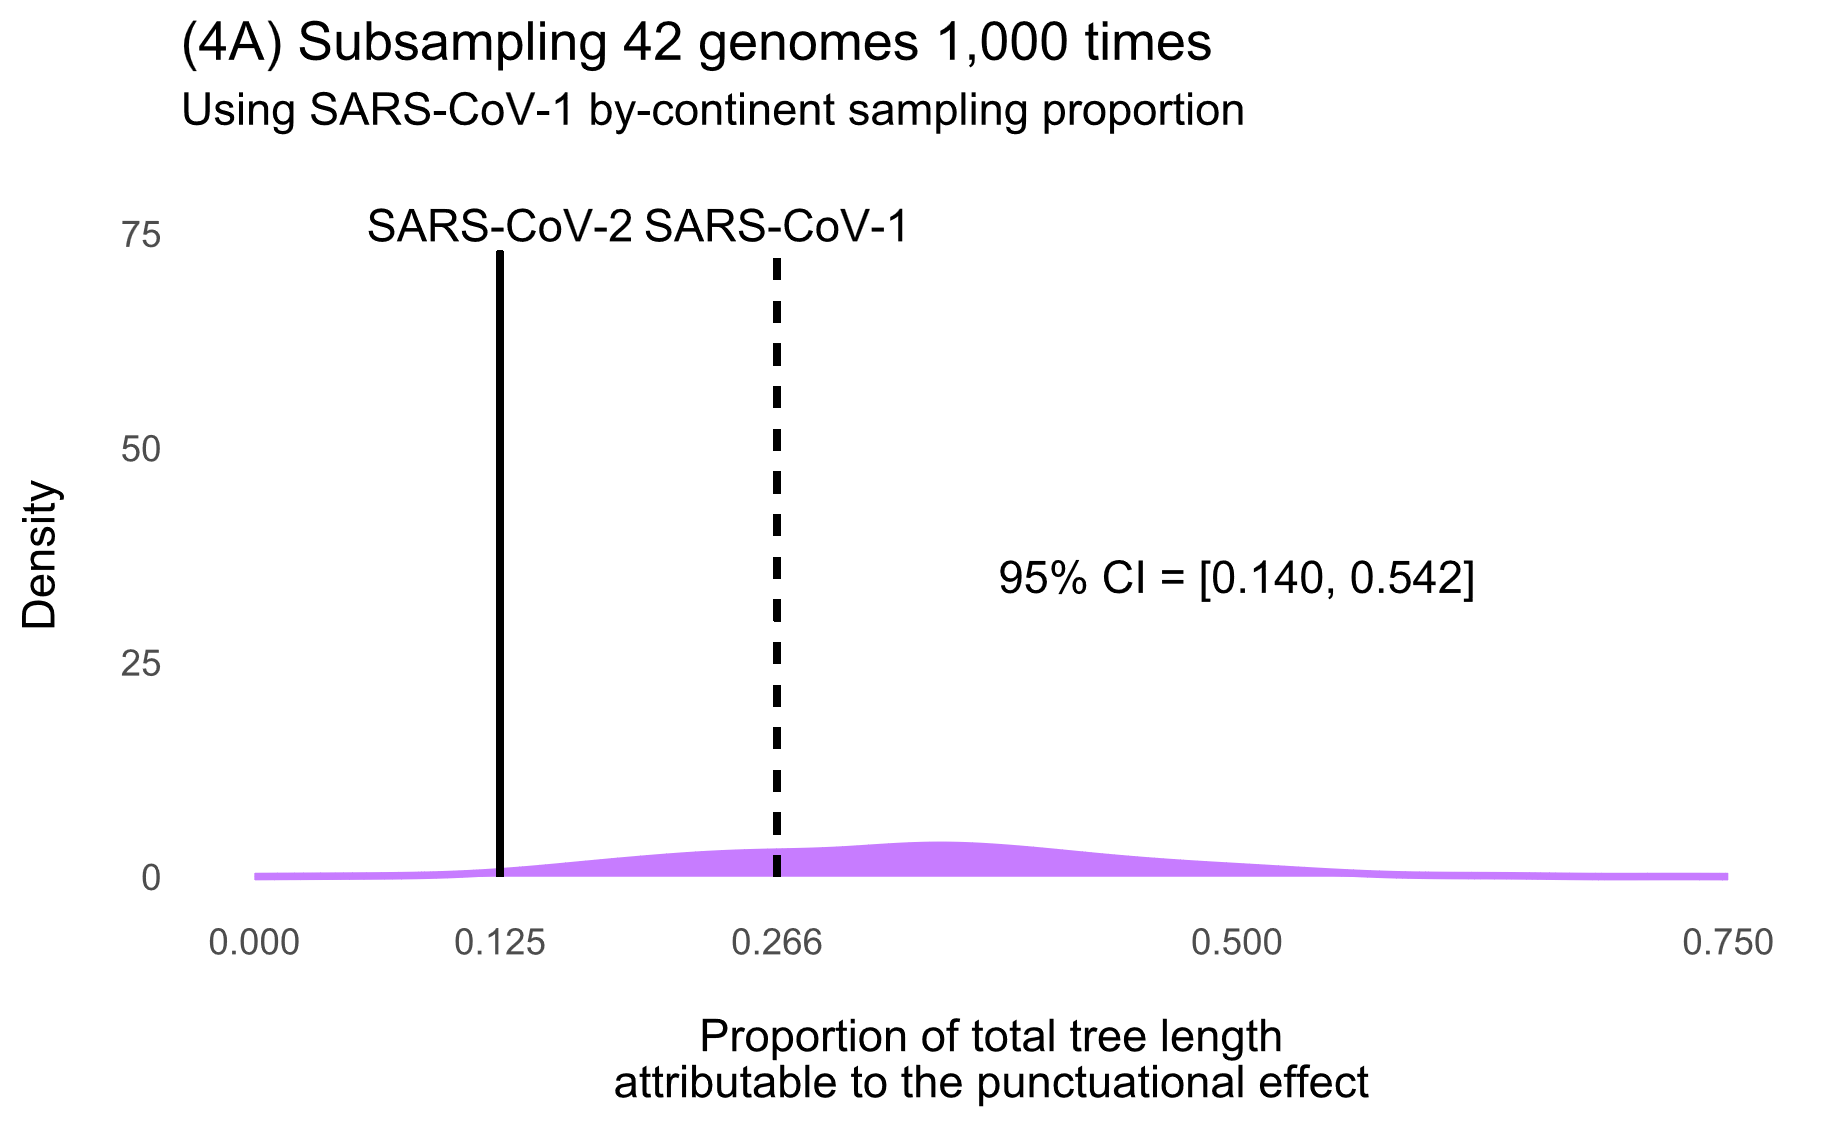 (4A) Subsampling 42 genomes 1,000 times
Using SARS-CoV-1 by-continent sampling proportion
SARS-CoV-2 SARS-CoV-1
75
50
25
0
Density
95% CI = [0.140, 0.542]
0.000 0.125 0.266 0.500 0.750
Proportion of total tree length
attributable to the punctuational effect